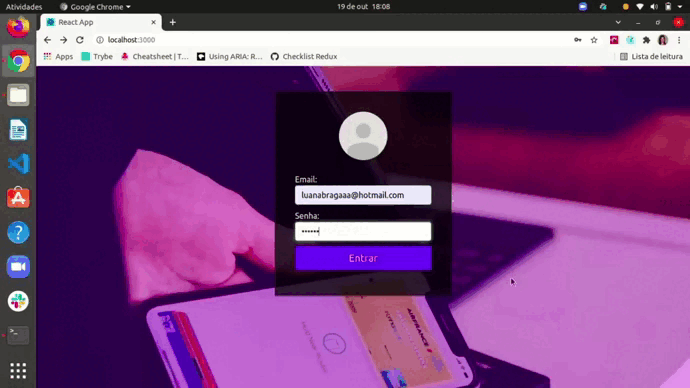 Atividades
Google Chrome
19 de out 18:08
React App
localhost:3000
Apps
Trybe
Cheatsheet | T...
Using ARIA: R...
Checklist Redux
Lista de leitura
Email:
luanabragaaa@hotmail.com
Senha:
••••••
Entrar
AIRFRANCE